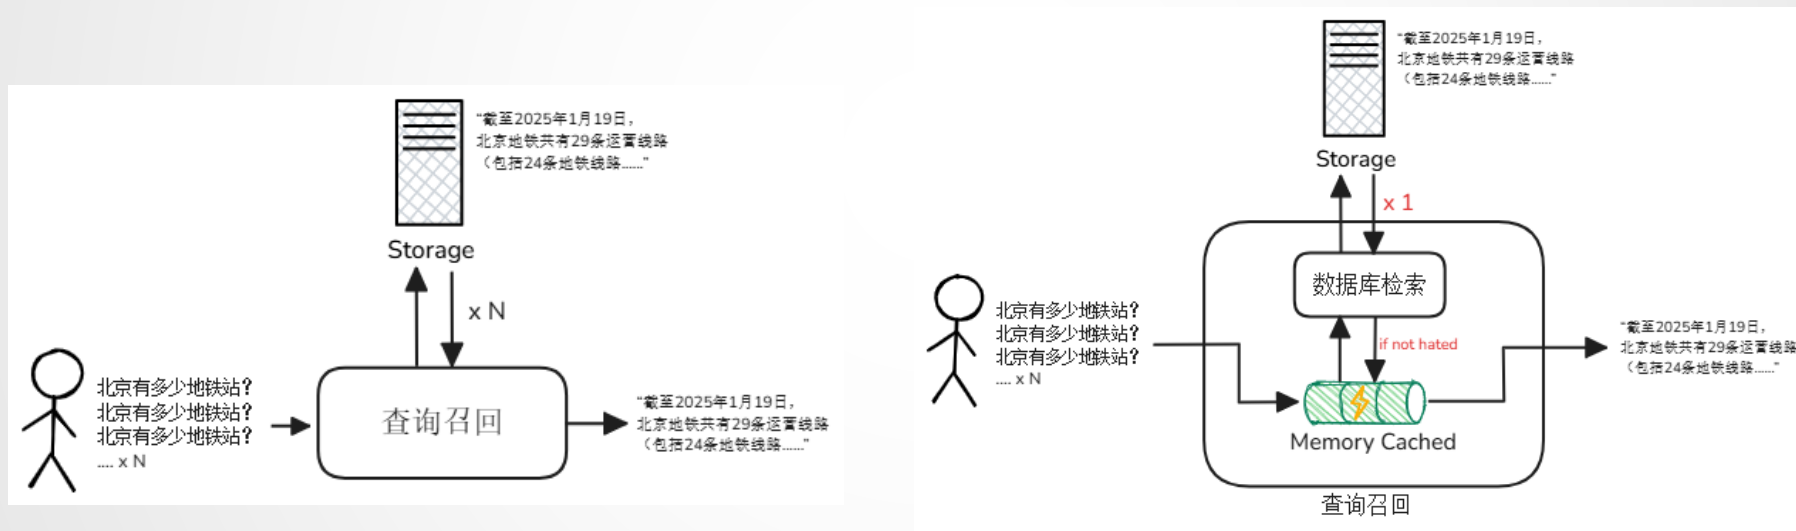 “截至2025年1月19日，
北京地铁共有29条运营线路
（包括24条地铁线路......”
Storage
x N
北京有多少地铁站？
北京有多少地铁站？
北京有多少地铁站？
.... x N
查询召回
“截至2025年1月19日，
北京地铁共有29条运营线路
（包括24条地铁线路......”
“截至2025年1月19日，
北京地铁共有29条运营线路
（包括24条地铁线路......”
Storage
x 1
数据库检索
北京有多少地铁站？
北京有多少地铁站？
北京有多少地铁站？
.... x N
if not hated
Memory Cached
“截至2025年1月19日，
北京地铁共有29条运营线路
（包括24条地铁线路......”
查询召回